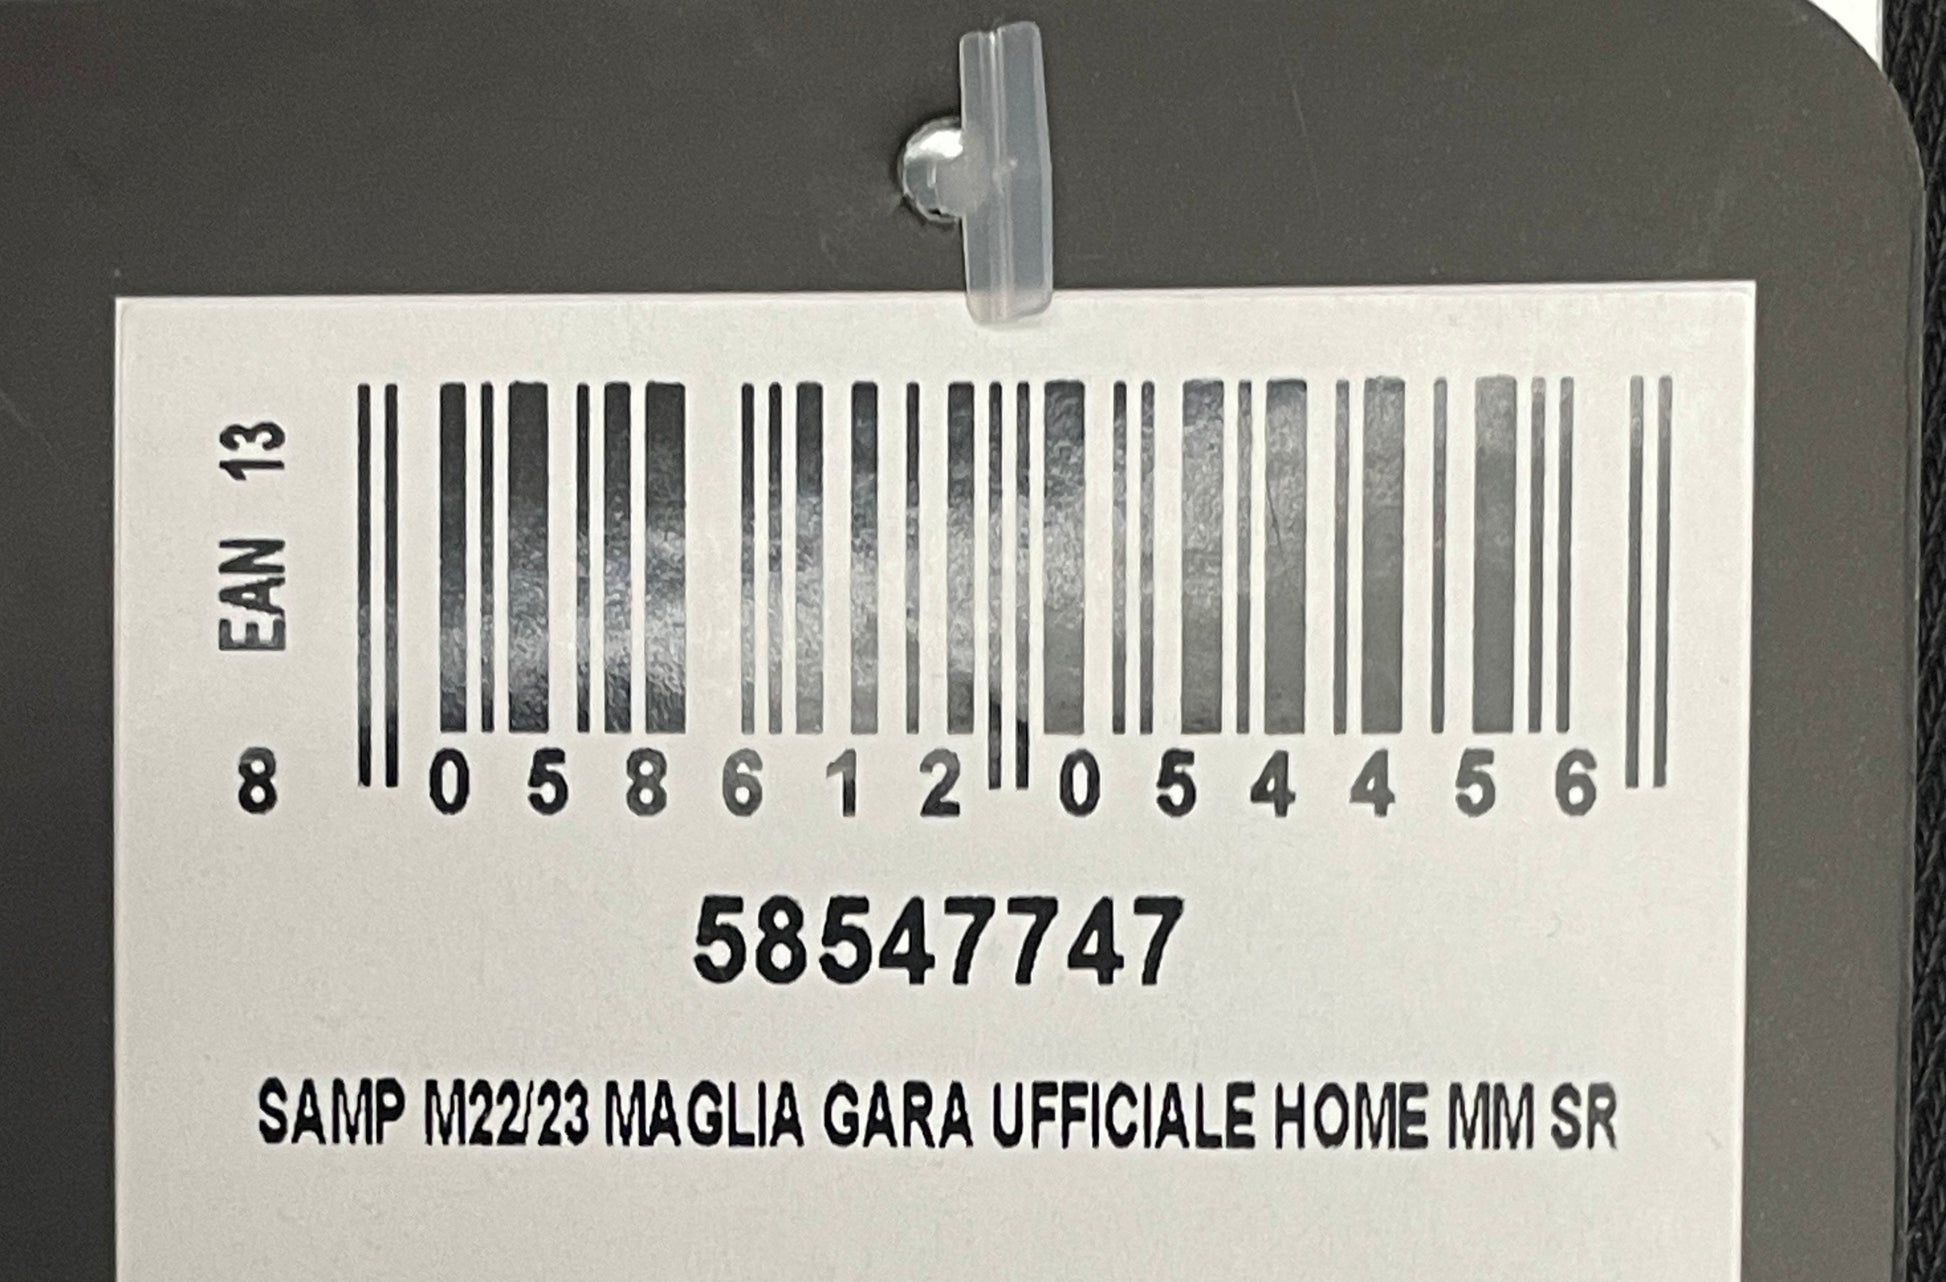 EAN 13
8 058612 054456
58547747
SAMP M22/23 MAGLIA GARA UFFICIALE HOME MM SR